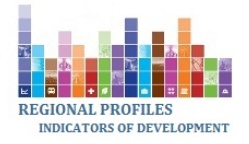 REGIONAL PROFILES
INDICATORS OF DEVELOPMENT